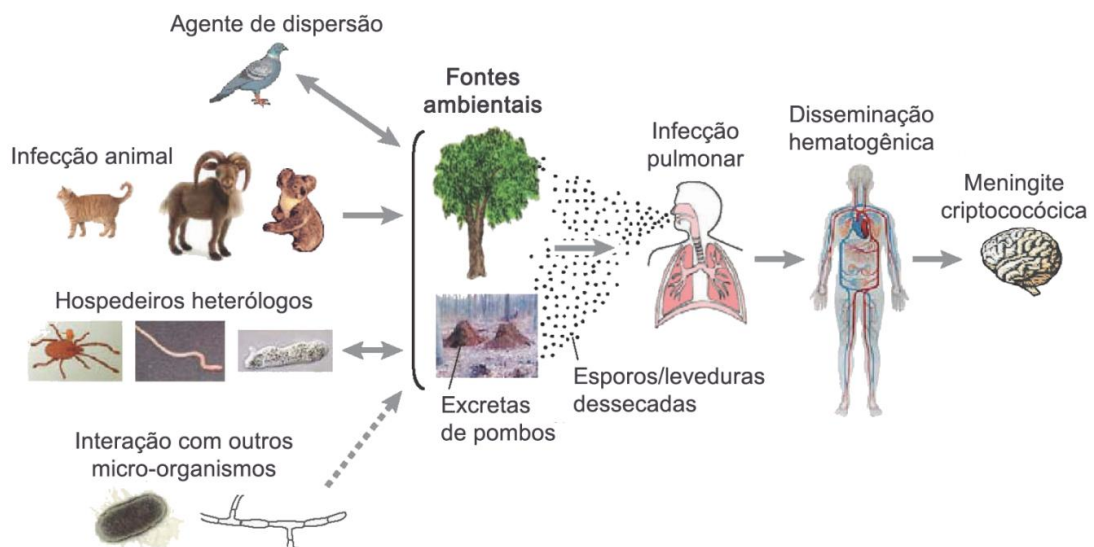 Agente de dispersão
Fontes
ambientais
Infecção animal
Infecção
pulmonar
Disseminação
hematogênica
Meningite
criptococócica
Hospedeiros heterólogos
Excretas
de pombos
Esporos/leveduras
dessecadas
Interação com outros
micro-organismos